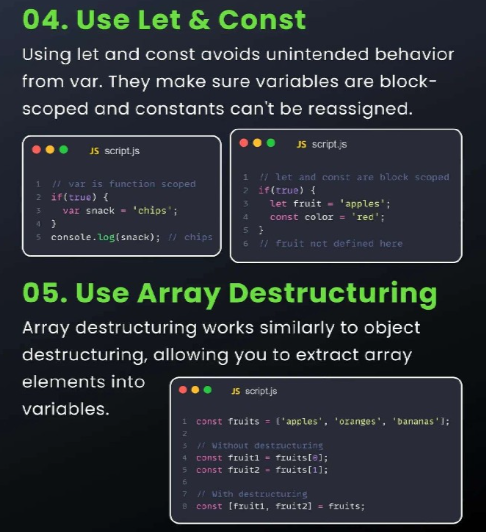 04. Use Let & Const
Using let and const avoids unintended behavior
from var. They make sure variables are block-
scoped and constants can't be reassigned.
JS script.js
1 // var is function scoped
2 if(true) {
3 var snack = 'chips';
4 }
5 console.log(snack); // chips
JS script.js
1 // let and const are block scoped
2 if(true) {
3 let fruit = 'apples';
4 const color = 'red';
5 }
6 // fruit not defined here
05. Use Array Destructuring
Array destructuring works similarly to object
destructuring, allowing you to extract array
elements into
variables.
JS script.js
1 const fruits = ['apples', 'oranges', 'bananas'];
2
3 // Without destructuring
4 const fruit1 = fruits[0];
5 const fruit2 = fruits[1];
6
7 // With destructuring
8 const [fruit1, fruit2] = fruits;